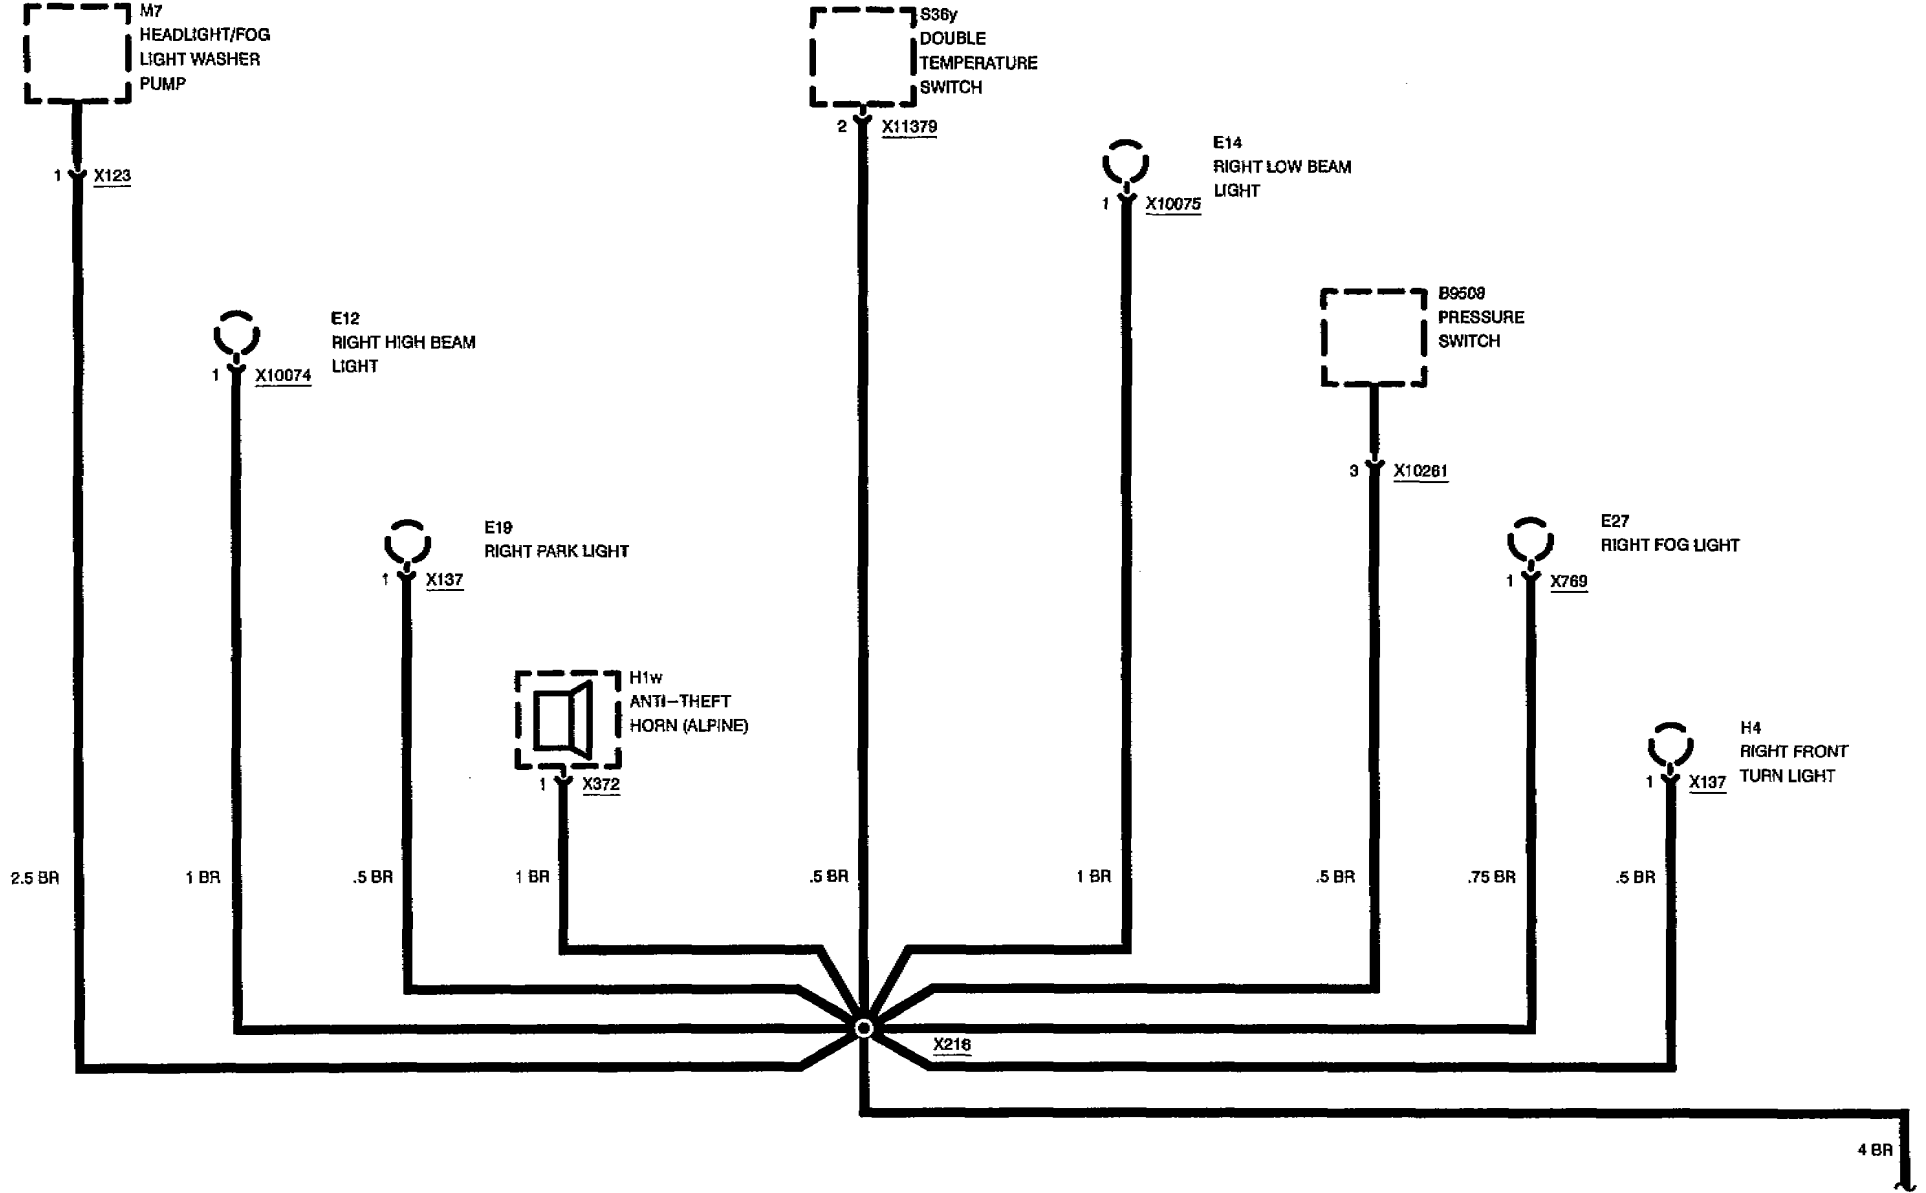 M7
HEADLIGHT/FOG
LIGHT WASHER
PUMP
1 X123
S36y
DOUBLE
TEMPERATURE
SWITCH
2 X11379
E14
RIGHT LOW BEAM
LIGHT
1 X10075
B9508
PRESSURE
SWITCH
3 X10261
E12
RIGHT HIGH BEAM
LIGHT
1 X10074
E19
RIGHT PARK LIGHT
1 X137
E27
RIGHT FOG LIGHT
1 X769
H1w
ANTI-THEFT
HORN (ALPINE)
1 X372
H4
RIGHT FRONT
TURN LIGHT
1 X137
2.5 BR
1 BR
.5 BR
1 BR
.5 BR
1 BR
.5 BR
.75 BR
.5 BR
X218
4 BR